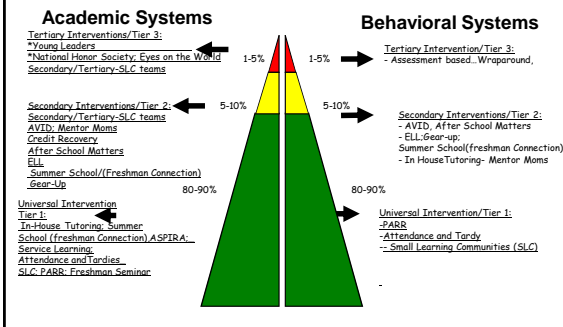 Academic Systems
Tertiary Interventions/Tier 3:
*Young Leaders
*National Honor Society; Eyes on the World
Secondary/Tertiary-SLC teams
1-5%
Secondary Interventions/Tier 2:
Secondary/Tertiary-SLC teams
AVID; Mentor Moms
Credit Recovery
After School Matters
ELL
Summer School/(Freshman Connection)
Gear-Up
5-10%
80-90%
Universal Intervention
Tier 1:
In-House Tutoring; Summer
School (freshman Connection),ASPIRA;
Service Learning;
Attendance andTardies
SLC; PARR; Freshman Seminar
Behavioral Systems
1-5%
Tertiary Intervention/Tier 3:
- Assessment based…Wraparound,
5-10%
Secondary Interventions/Tier 2:
- AVID, After School Matters
- ELL;Gear-up;
Summer School(freshman Connection)
- In HouseTutoring- Mentor Moms
80-90%
Universal Intervention/Tier 1:
-PARR
-Attendance and Tardy
-- Small Learning Communities (SLC)
-